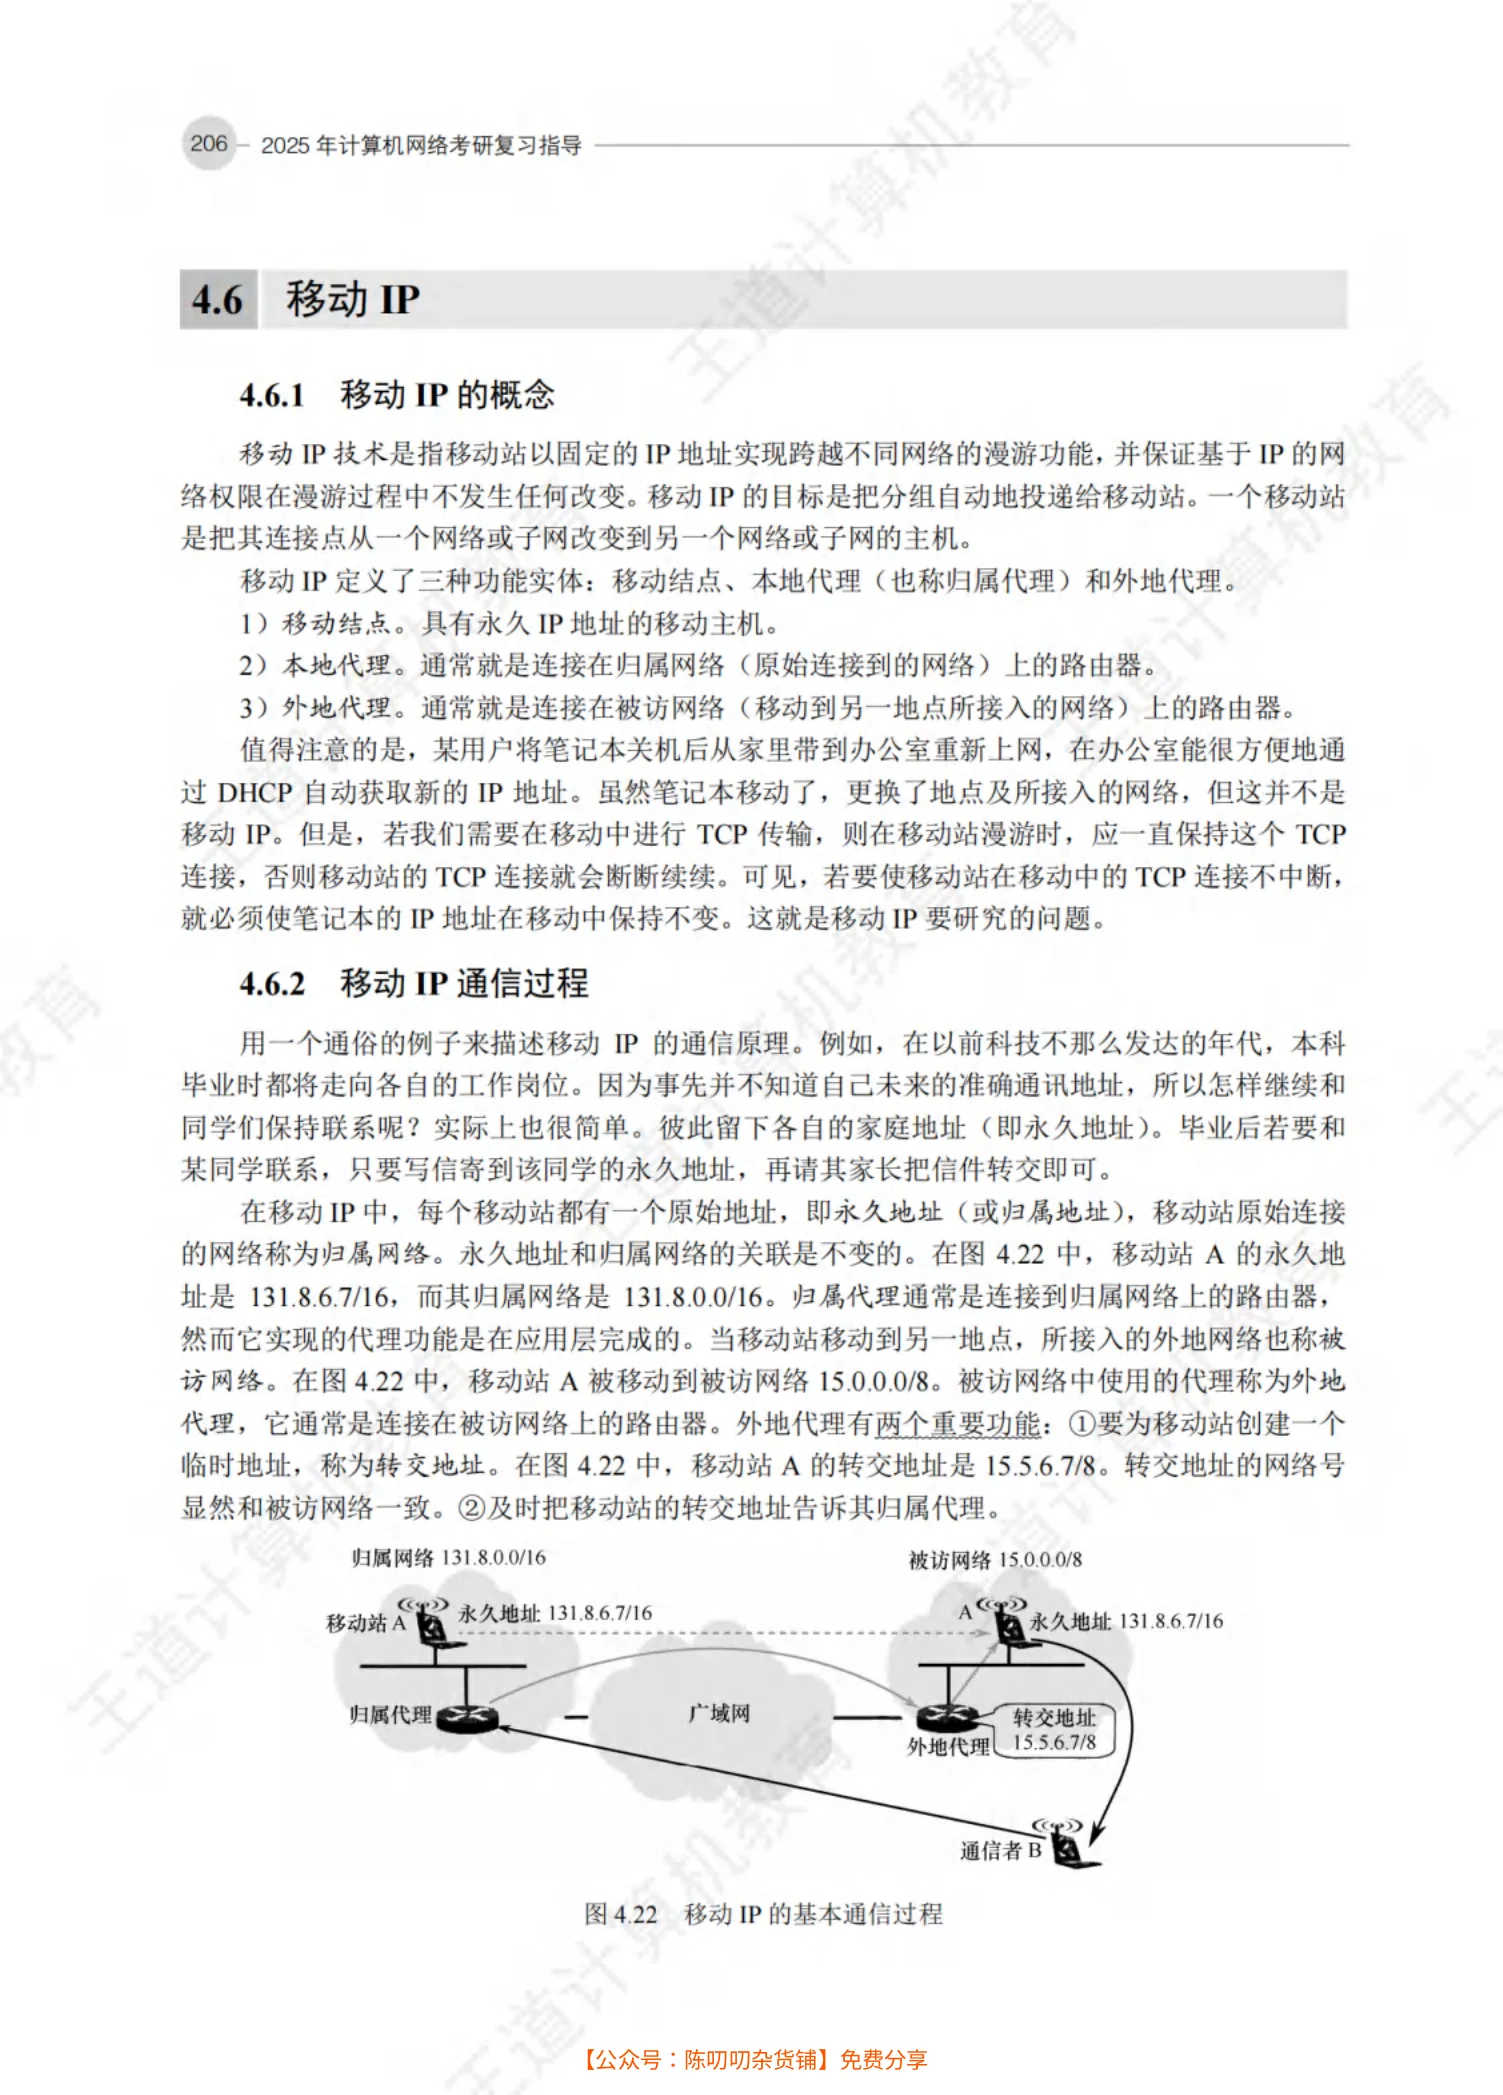 206 2025 年计算机网络考研复习指导
4.6 移动 IP
4.6.1 移动 IP 的概念
移动 IP 技术是指移动站以固定的 IP 地址实现跨越不同网络的漫游功能，并保证基于 IP 的网
络权限在漫游过程中不发生任何改变。移动 IP 的目标是把分组自动地投递给移动站。一个移动站
是把其连接点从一个网络或子网改变到另一个网络或子网的主机。
移动 IP 定义了三种功能实体：移动结点、本地代理（也称归属代理）和外地代理。
1）移动结点。具有永久 IP 地址的移动主机。
2）本地代理。通常就是连接在归属网络（原始连接到的网络）上的路由器。
3）外地代理。通常就是连接在被访网络（移动到另一地点所接入的网络）上的路由器。
值得注意的是，某用户将笔记本关机后从家里带到办公室重新上网，在办公室能很方便地通
过 DHCP 自动获取新的 IP 地址。虽然笔记本移动了，更换了地点及所接入的网络，但这并不是
移动 IP。但是，若我们需要在移动中进行 TCP 传输，则在移动站漫游时，应一直保持这个 TCP
连接，否则移动站的 TCP 连接就会断断续续。可见，若要使移动站在移动中的 TCP 连接不中断，
就必须使笔记本的 IP 地址在移动中保持不变。这就是移动 IP 要研究的问题。
4.6.2 移动 IP 通信过程
用一个通俗的例子来描述移动 IP 的通信原理。例如，在以前科技不那么发达的年代，本科
毕业时都将走向各自的工作岗位。因为事先并不知道自己未来的准确通讯地址，所以怎样继续和
同学们保持联系呢？实际上也很简单。彼此留下各自的家庭地址（即永久地址）。毕业后若要和
某同学联系，只要写信寄到该同学的永久地址，再请其家长把信件转交即可。
在移动 IP 中，每个移动站都有一个原始地址，即永久地址（或归属地址），移动站原始连接
的网络称为归属网络。永久地址和归属网络的关联是不变的。在图 4.22 中，移动站 A 的永久地
址是 131.8.6.7/16，而其归属网络是 131.8.0.0/16。归属代理通常是连接到归属网络上的路由器，
然而它实现的代理功能是在应用层完成的。当移动站移动到另一地点，所接入的外地网络也称被
访网络。在图 4.22 中，移动站 A 被移动到被访网络 15.0.0.0/8。被访网络中使用的代理称为外地
代理，它通常是连接在被访网络上的路由器。外地代理有两个重要功能：①要为移动站创建一个
临时地址，称为转交地址。在图 4.22 中，移动站 A 的转交地址是 15.5.6.7/8。转交地址的网络号
显然和被访网络一致。②及时把移动站的转交地址告诉其归属代理。
归属网络 131.8.0.0/16
被访网络 15.0.0.0/8
移动站 A
永久地址 131.8.6.7/16
A
永久地址 131.8.6.7/16
归属代理
广域网
外地代理
转交地址
15.5.6.7/8
通信者 B
图 4.22 移动 IP 的基本通信过程
【公众号：陈叨叨杂货铺】免费分享
王道计算机教育
王道计算机教育
王道计算机教育
王道计算机教育
王道计算机教育
王道计算机教育